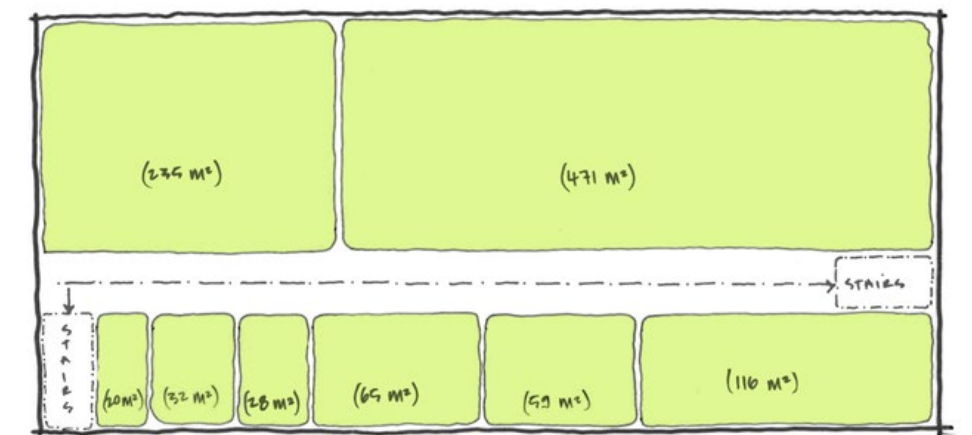 (235 m²)
(471 m²)
STAIRS
STAIRS
(20 m²)
(32 m²)
(28 m²)
(65 m²)
(59 m²)
(116 m²)